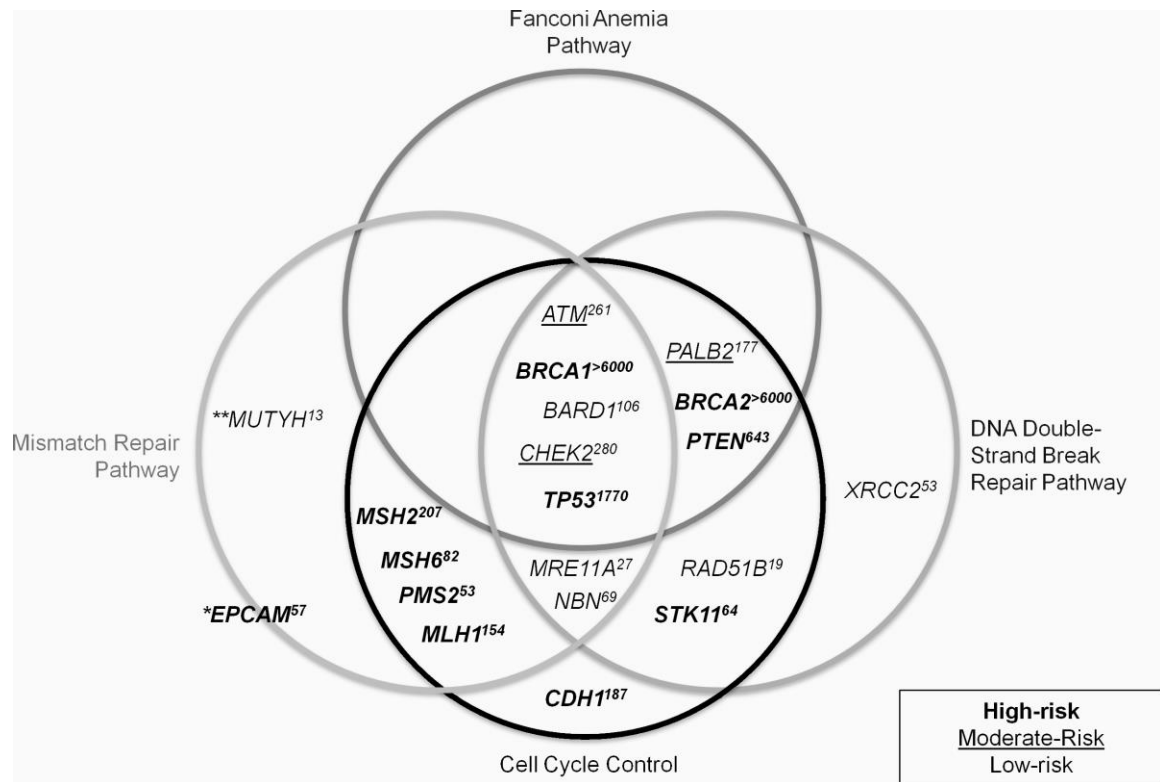 Fanconi Anemia
Pathway
ATM261
PALB2177
BRCA1>6000
BRCA2>6000
**MUTYH13
BARD1106
Mismatch Repair
Pathway
PTEN643
DNA Double-
Strand Break
Repair Pathway
CHEK2280
XRCC253
TP531770
MSH2207
MSH682
MRE11A27
RAD51B19
PMS253
NBN69
*EPCAM57
STK1164
MLH1154
CDH1187
Cell Cycle Control
High-risk
Moderate-Risk
Low-risk